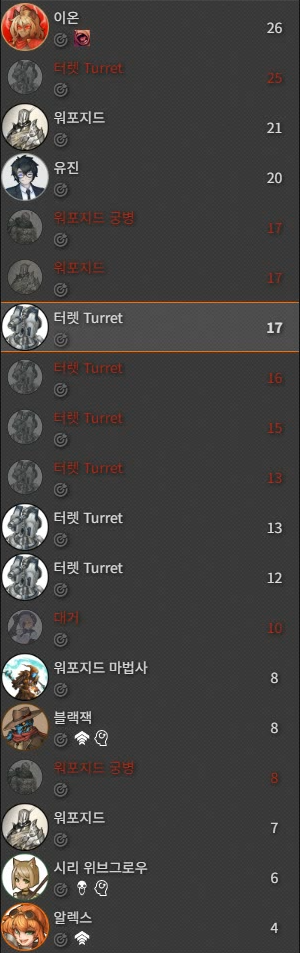 이온 26
터렛 Turret 25
워포지드 21
유진 20
워포지드 궁병 17
워포지드 17
터렛 Turret 17
터렛 Turret 16
터렛 Turret 15
터렛 Turret 13
터렛 Turret 13
터렛 Turret 12
대거 10
워포지드 마법사 8
블랙잭 8
워포지드 궁병 8
워포지드 7
시리 위브그로우 6
알렉스 4